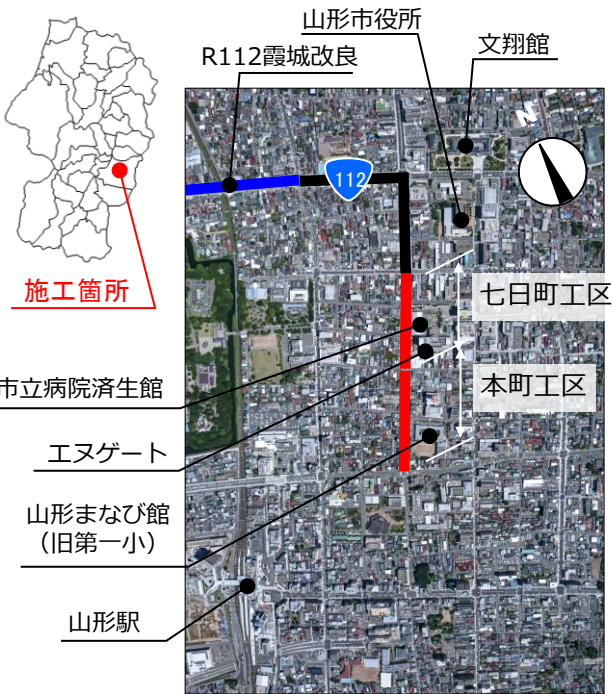 山形市役所
R112霞城改良
文翔館
N
112
施工箇所
七日町工区
市立病院済生館
本町工区
エヌゲート
山形まなび館
（旧第一小）
山形駅